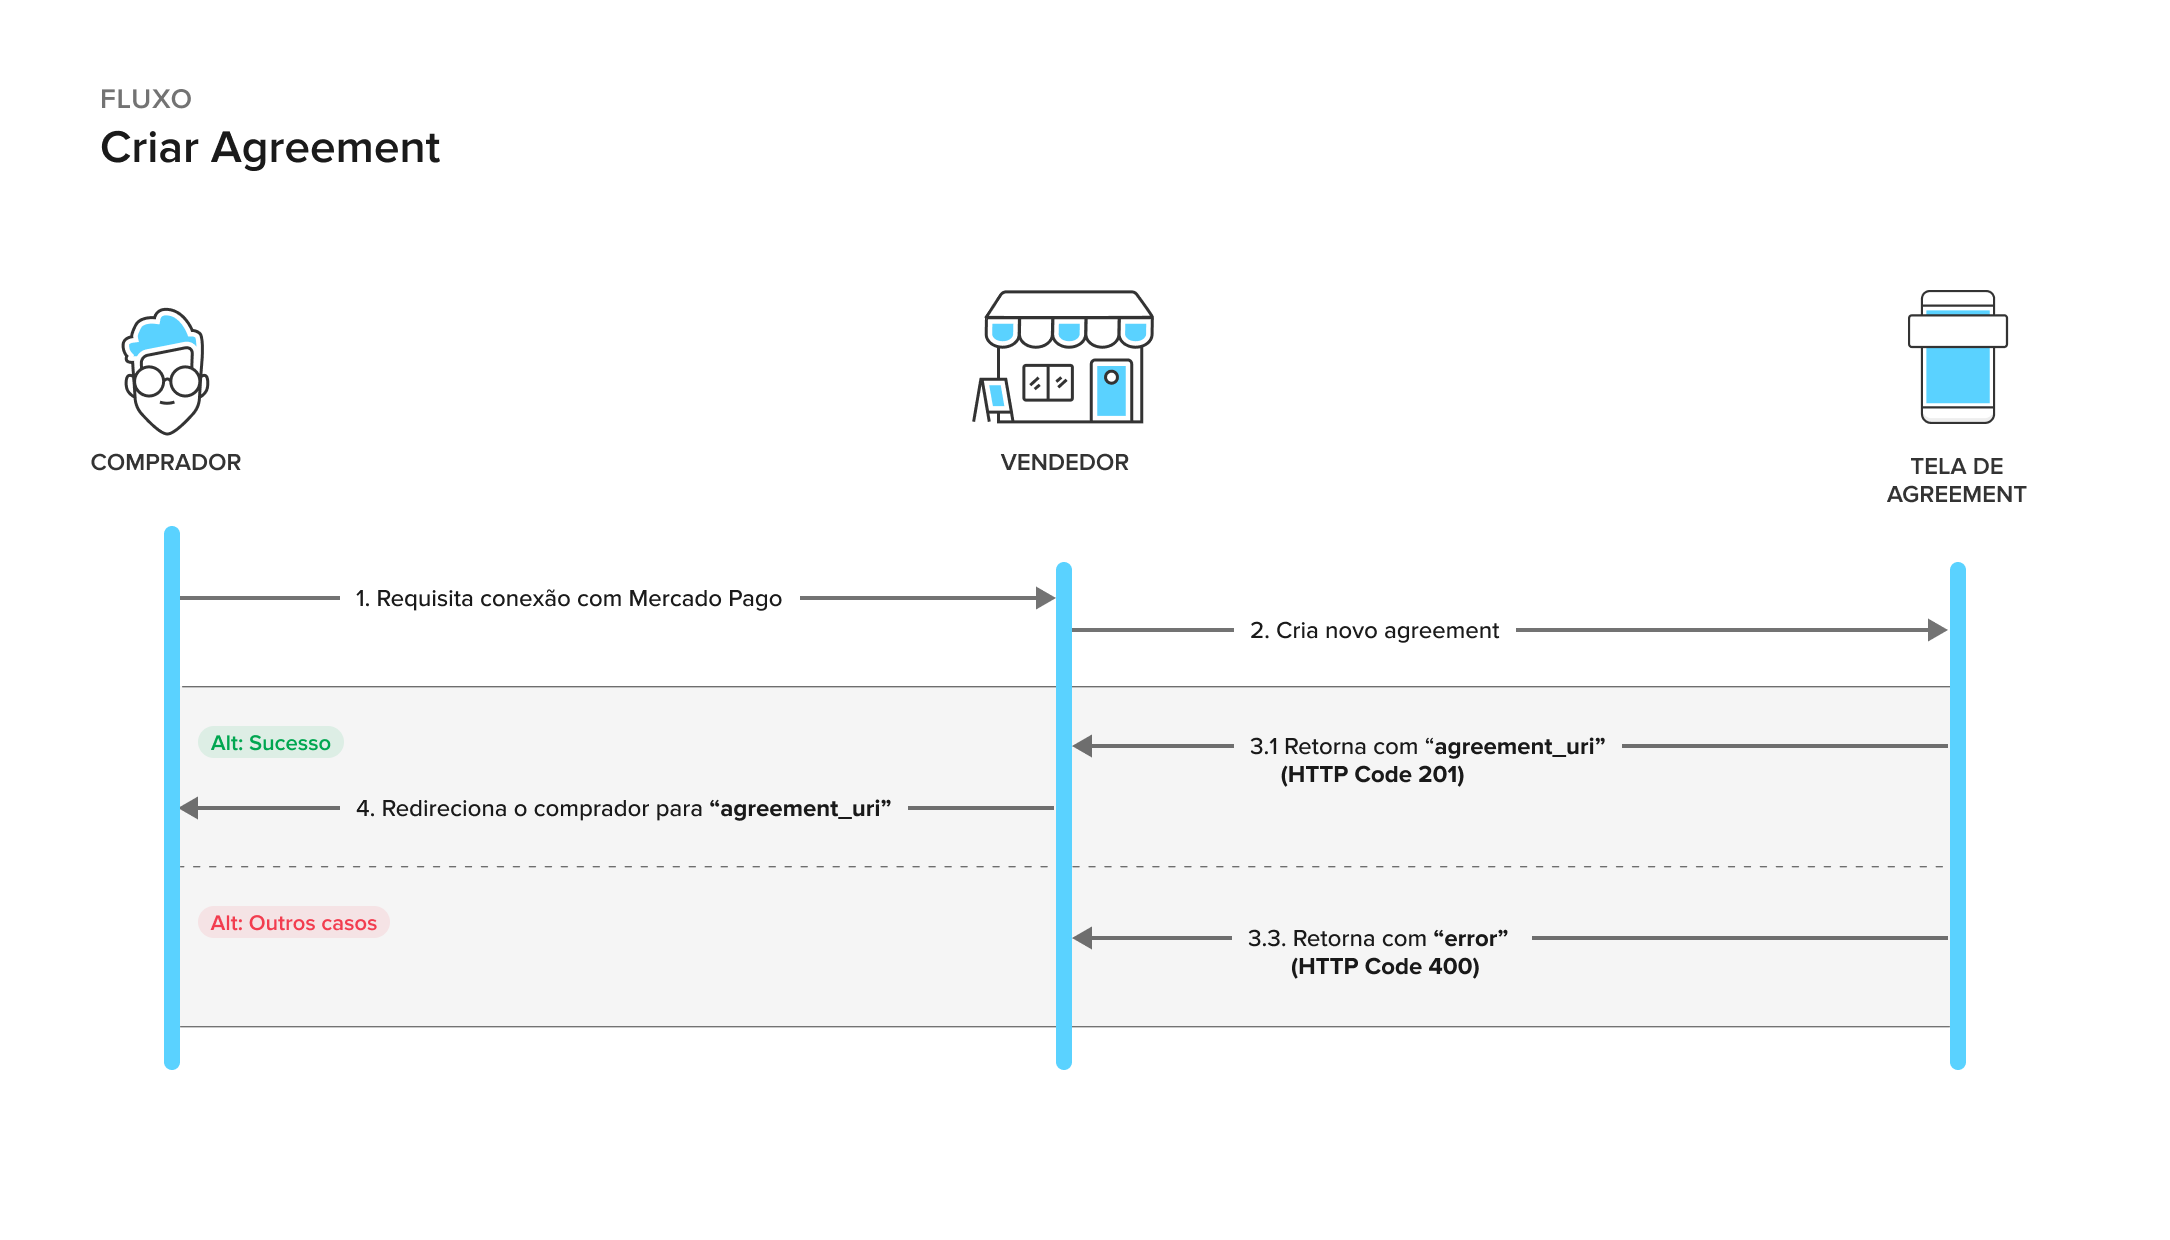 FLUXO
Criar Agreement
COMPRADOR
VENDEDOR
TELA DE
AGREEMENT
1. Requisita conexão com Mercado Pago
2. Cria novo agreement
Alt: Sucesso
3.1 Retorna com “agreement_uri”
(HTTP Code 201)
4. Redireciona o comprador para “agreement_uri”
Alt: Outros casos
3.3. Retorna com “error”
(HTTP Code 400)